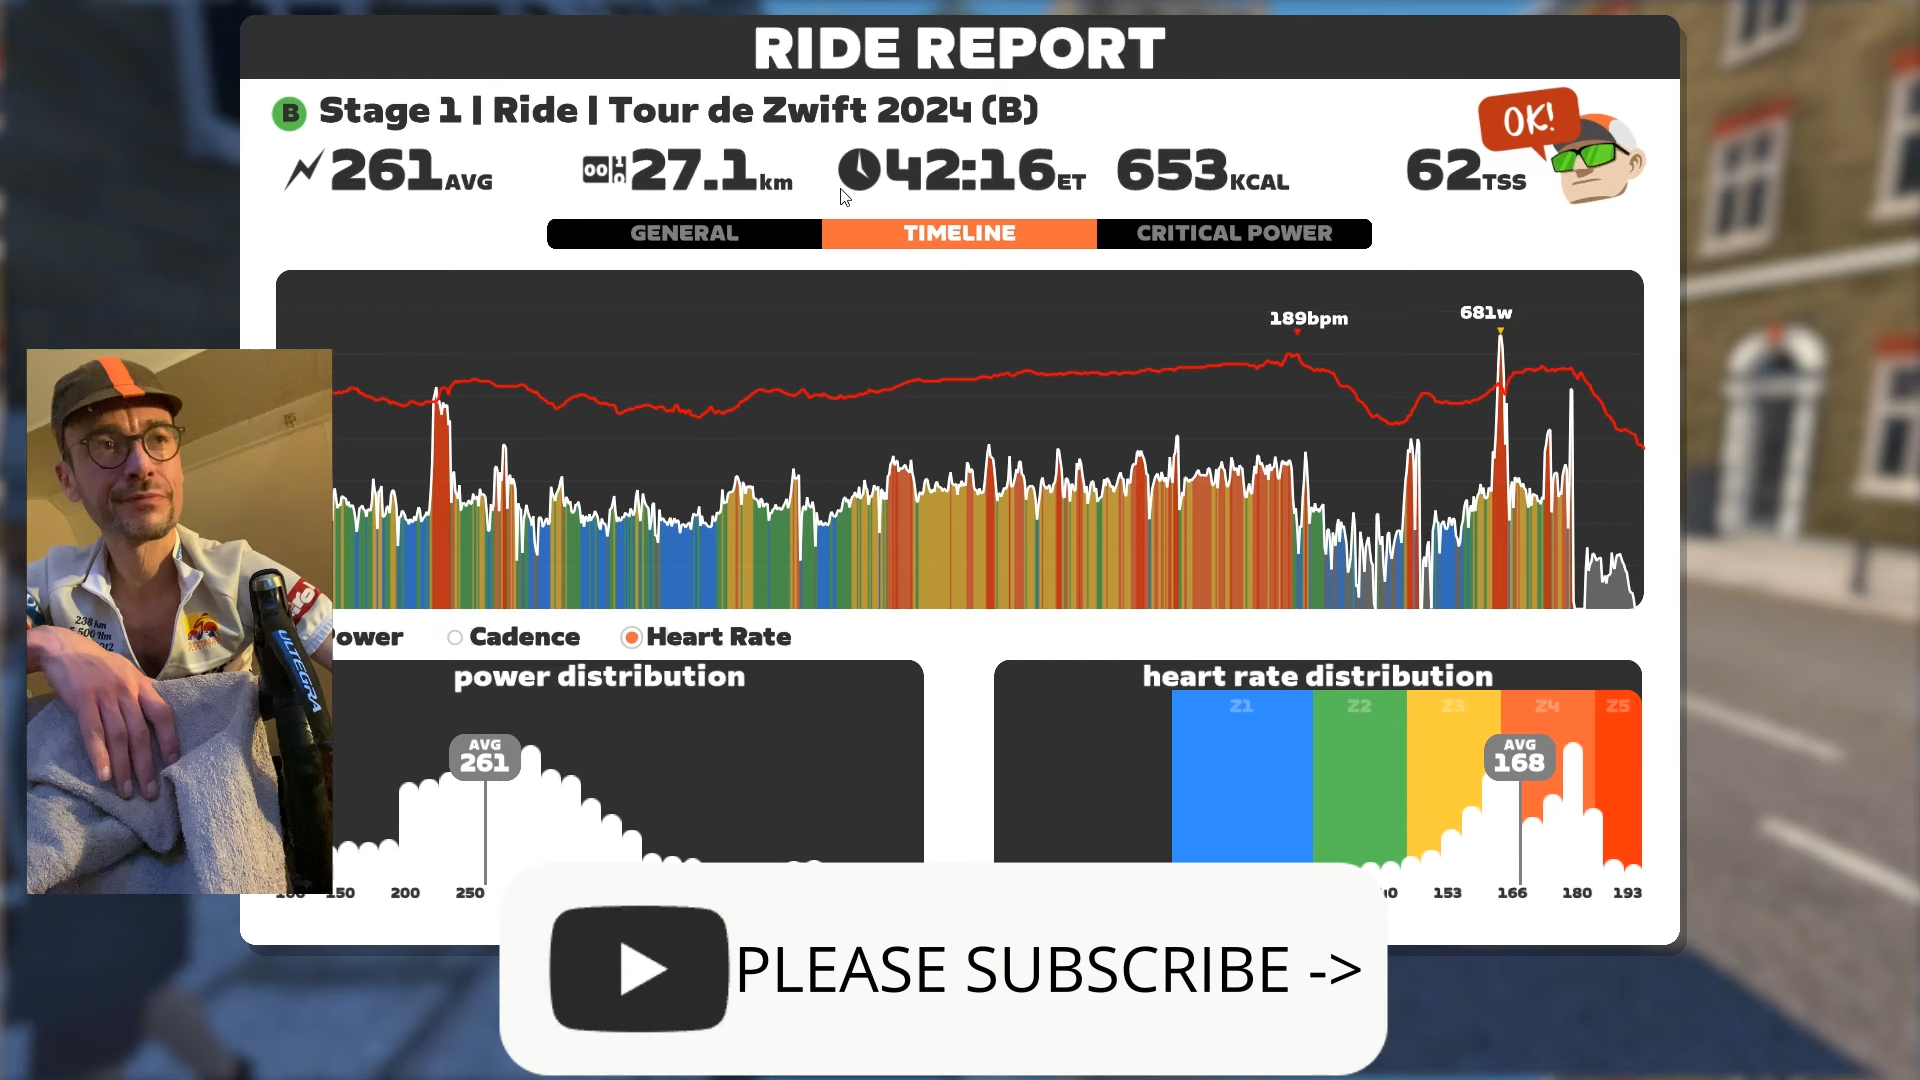 RIDE REPORT
B Stage 1 | Ride | Tour de Zwift 2024 (B)
OK!
261AVG 27.1km 42:16ET 653KCAL 62TSS
GENERAL TIMELINE CRITICAL POWER
189bpm
681w
ower Cadence Heart Rate
power distribution
heart rate distribution
Z1 Z2 Z3 Z4 Z5
AVG
261
AVG
168
150 200 250
153 166 180 193
238 km
ULTEGRA
PLEASE SUBSCRIBE ->